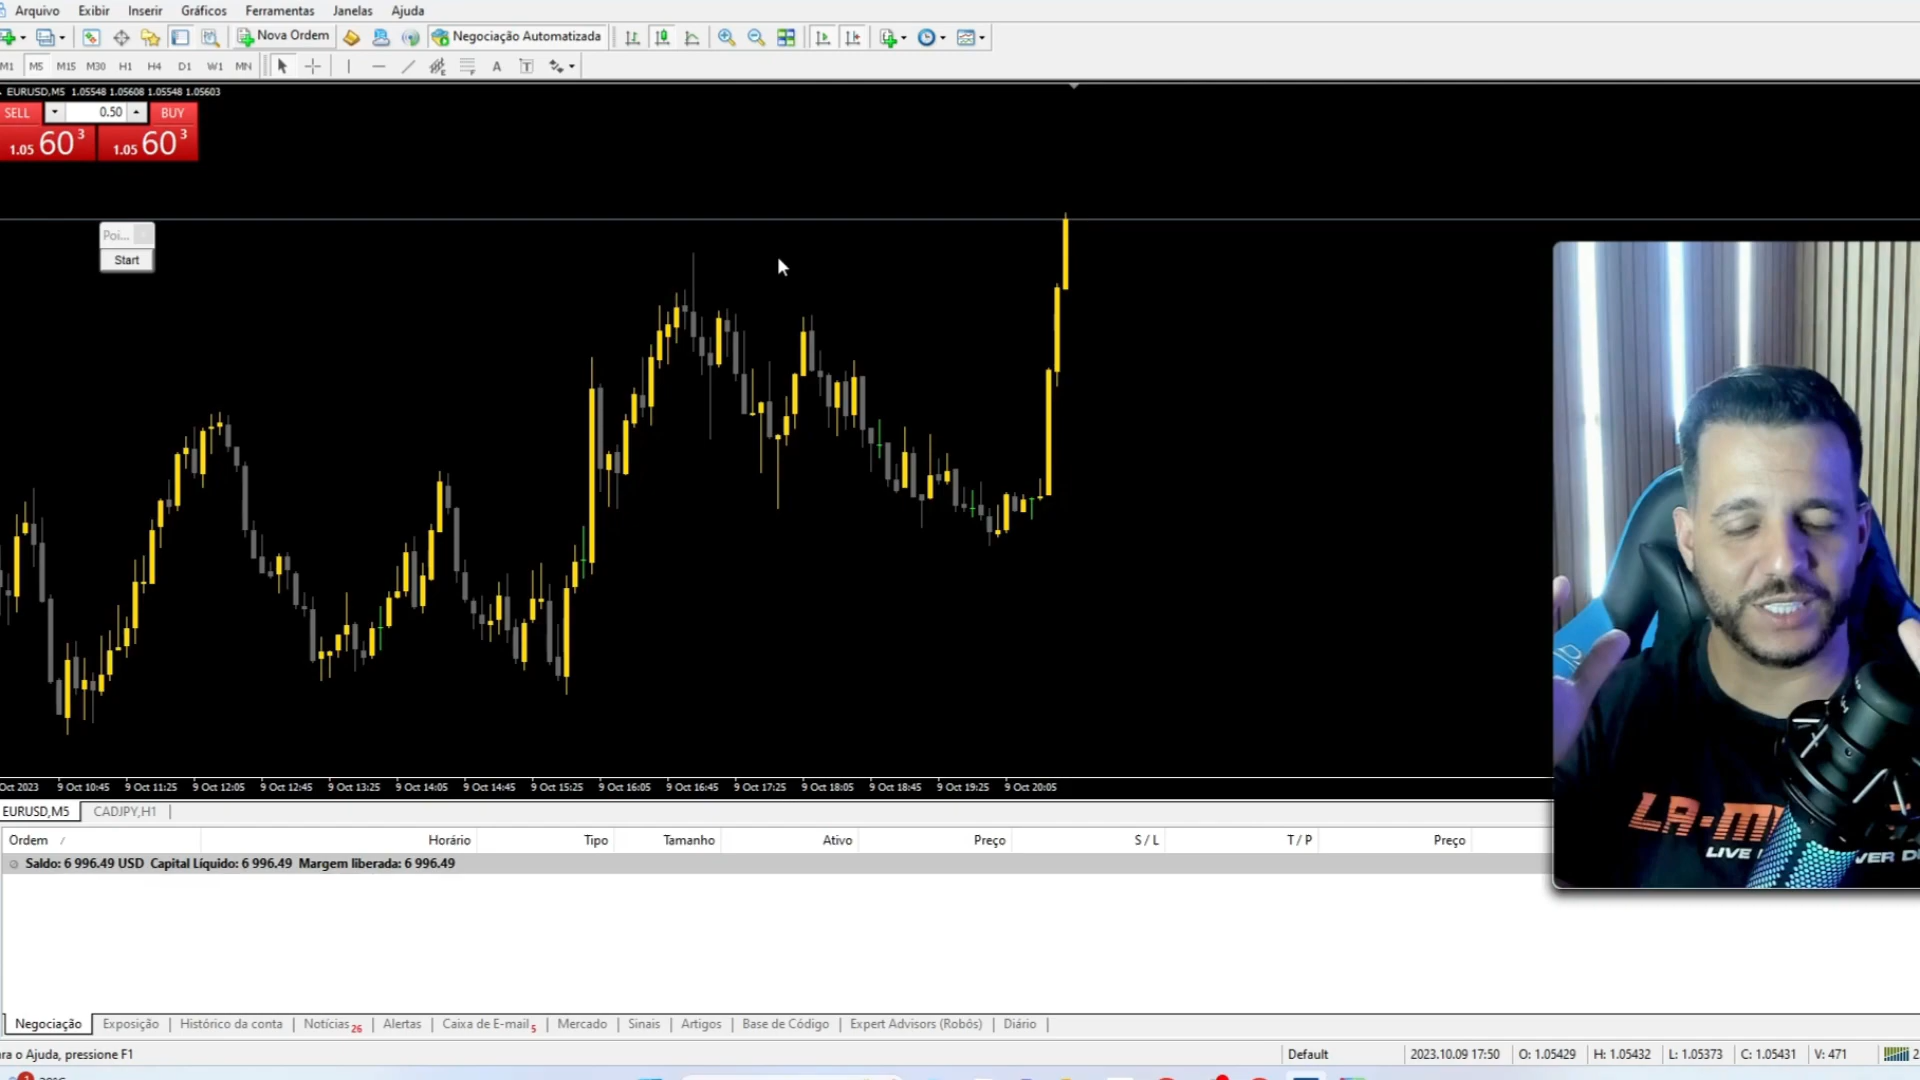 Arquivo Exibir Inserir Gráficos Ferramentas Janelas Ajuda
Nova Ordem Negociação Automatizada
M1 M5 M15 M30 H1 H4 D1 W1 MN A T
EURUSD,M5 1.05548 1.05608 1.05548 1.05603
SELL 0.50 BUY
1.05 60 3 1.05 60 3
Poi...
Start
Oct 2023 9 Oct 10:45 9 Oct 11:25 9 Oct 12:05 9 Oct 12:45 9 Oct 13:25 9 Oct 14:05 9 Oct 14:45 9 Oct 15:25 9 Oct 16:05 9 Oct 16:45 9 Oct 17:25 9 Oct 18:05 9 Oct 18:45 9 Oct 19:25 9 Oct 20:05
EURUSD,M5 CADJPY,H1
LIVE
Ordem / Horário Tipo Tamanho Ativo Preço S / L T / P Preço
Saldo: 6 996.49 USD Capital Líquido: 6 996.49 Margem liberada: 6 996.49
Negociação Exposição Histórico da conta Notícias 26 Alertas Caixa de E-mail 5 Mercado Sinais Artigos Base de Código Expert Advisors (Robôs) Diário
ra o Ajuda, pressione F1 Default 2023.10.09 17:50 O: 1.05429 H: 1.05432 L: 1.05373 C: 1.05431 V: 471